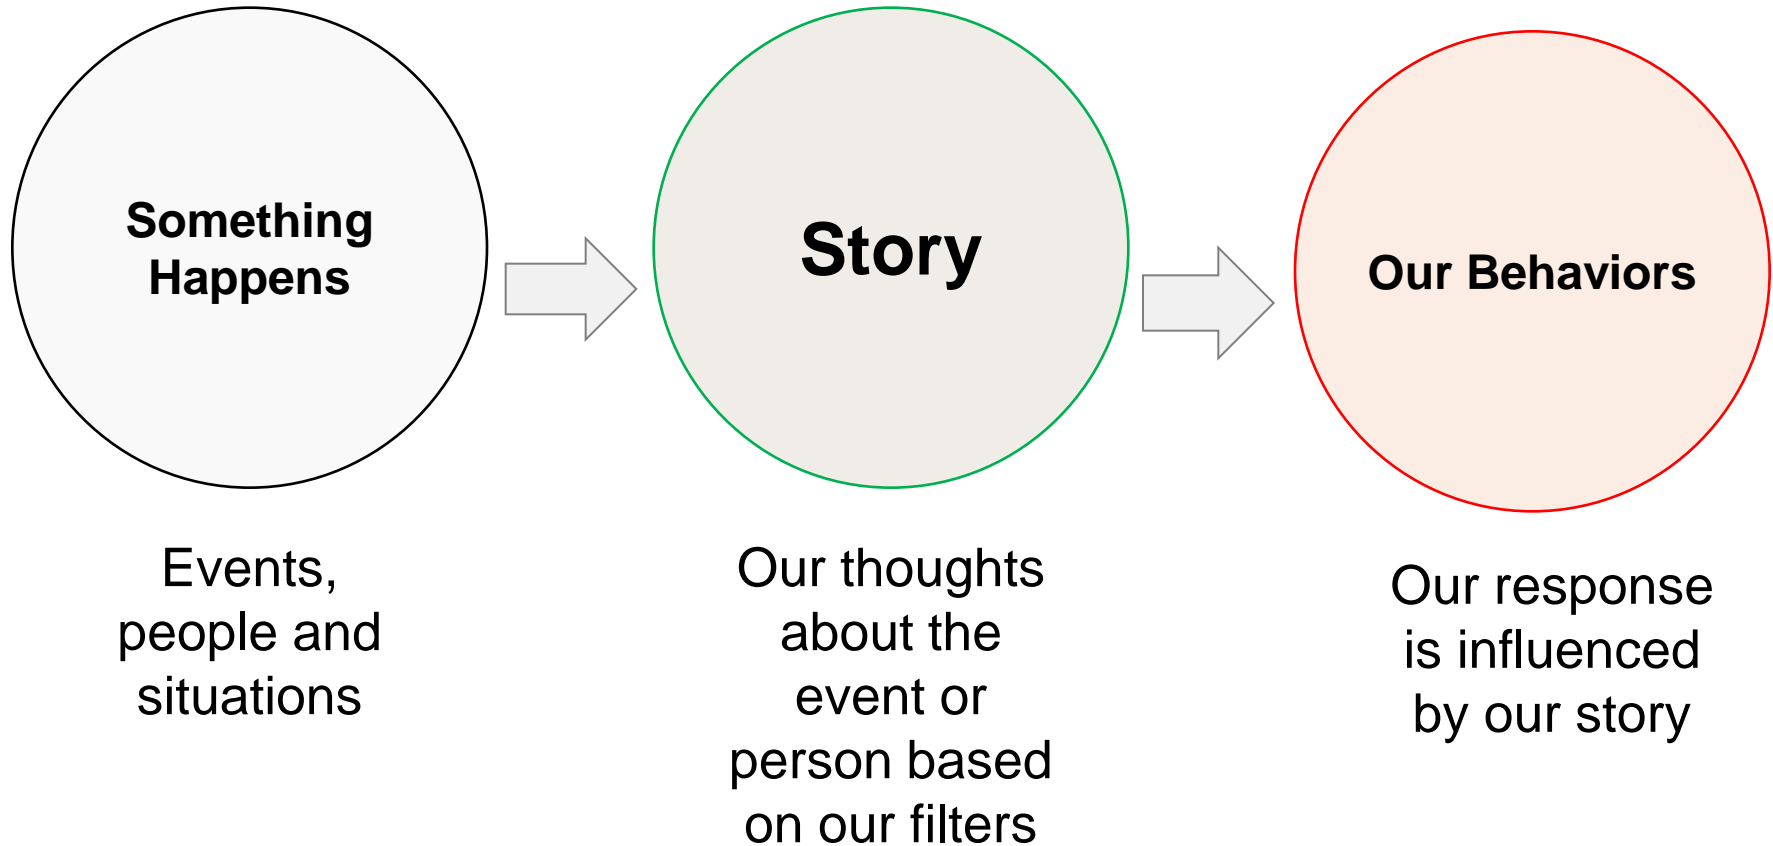 Something
Happens
Story
Our Behaviors
Events,
people and
situations
Our thoughts
about the
event or
person based
on our filters
Our response
is influenced
by our story